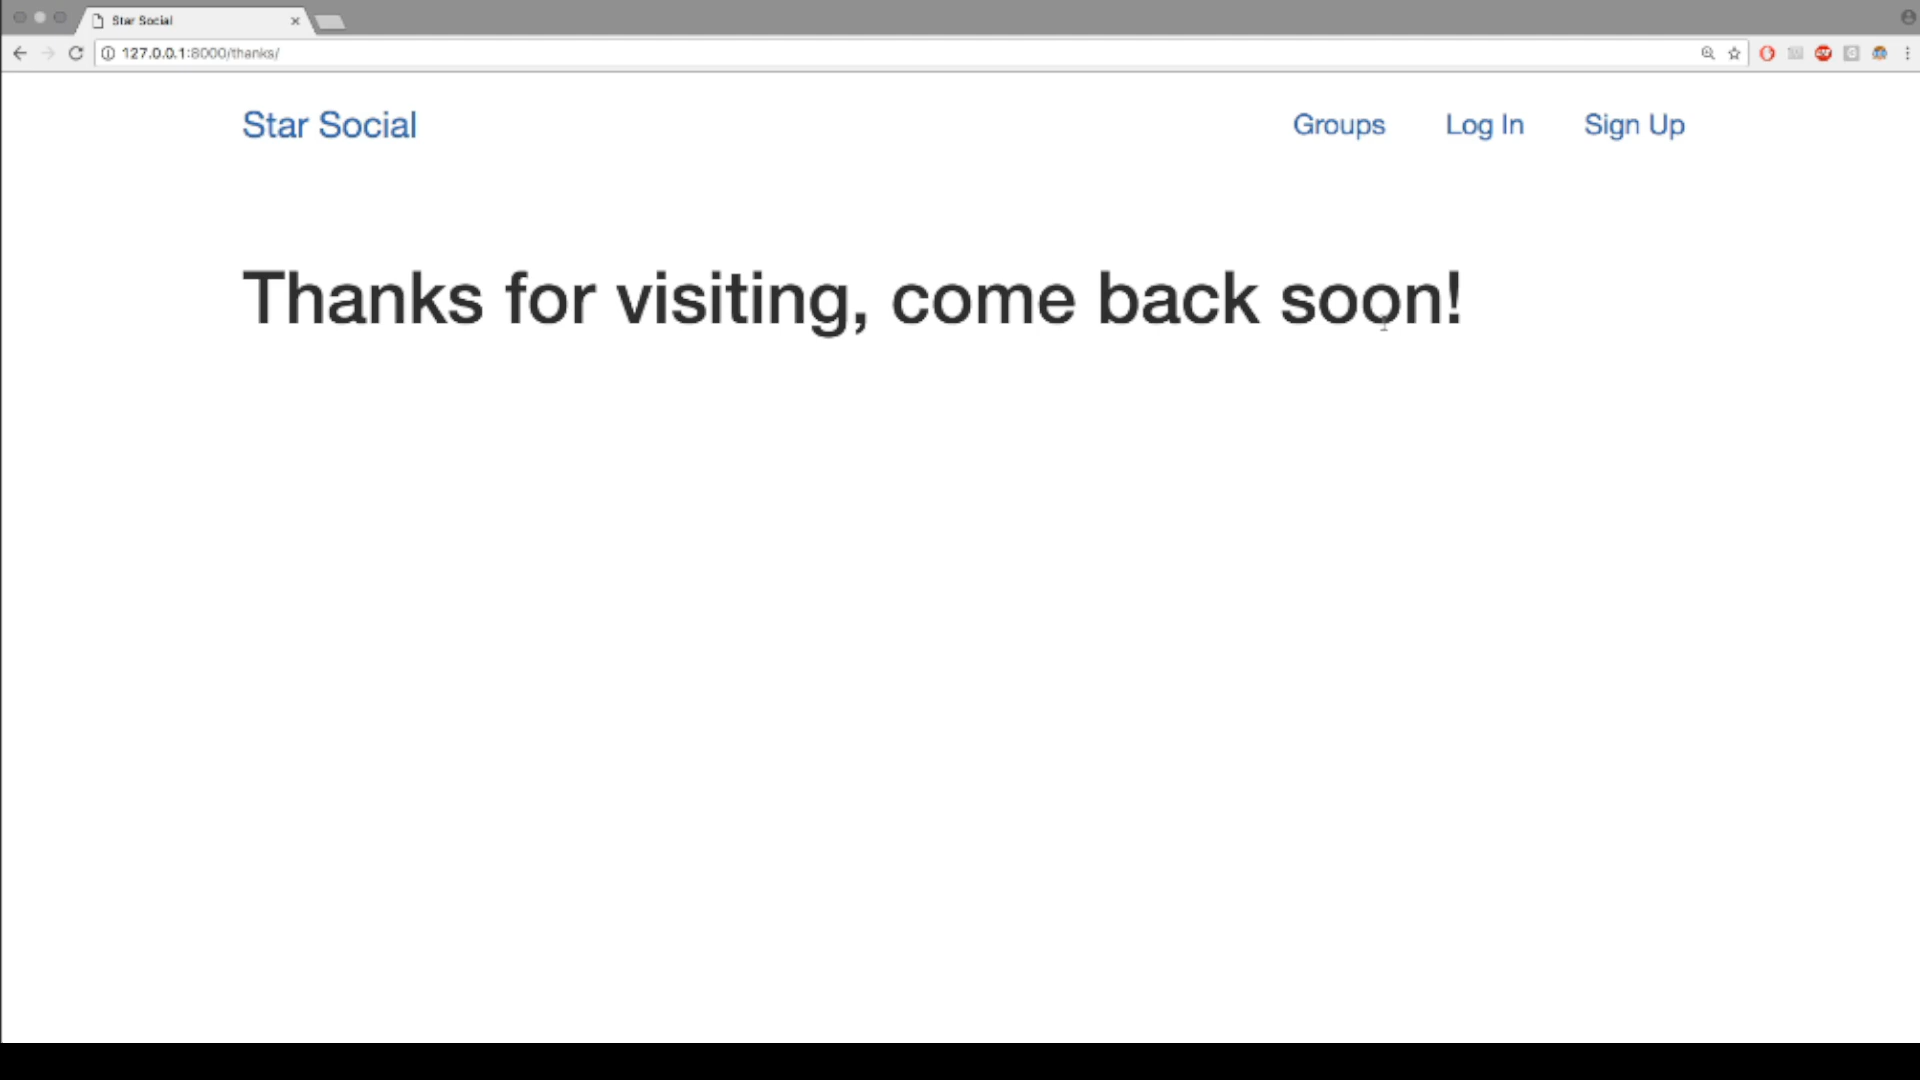 Star Social
127.0.0.1:8000/thanks/
Star Social
Groups
Log In
Sign Up
Thanks for visiting, come back soon!